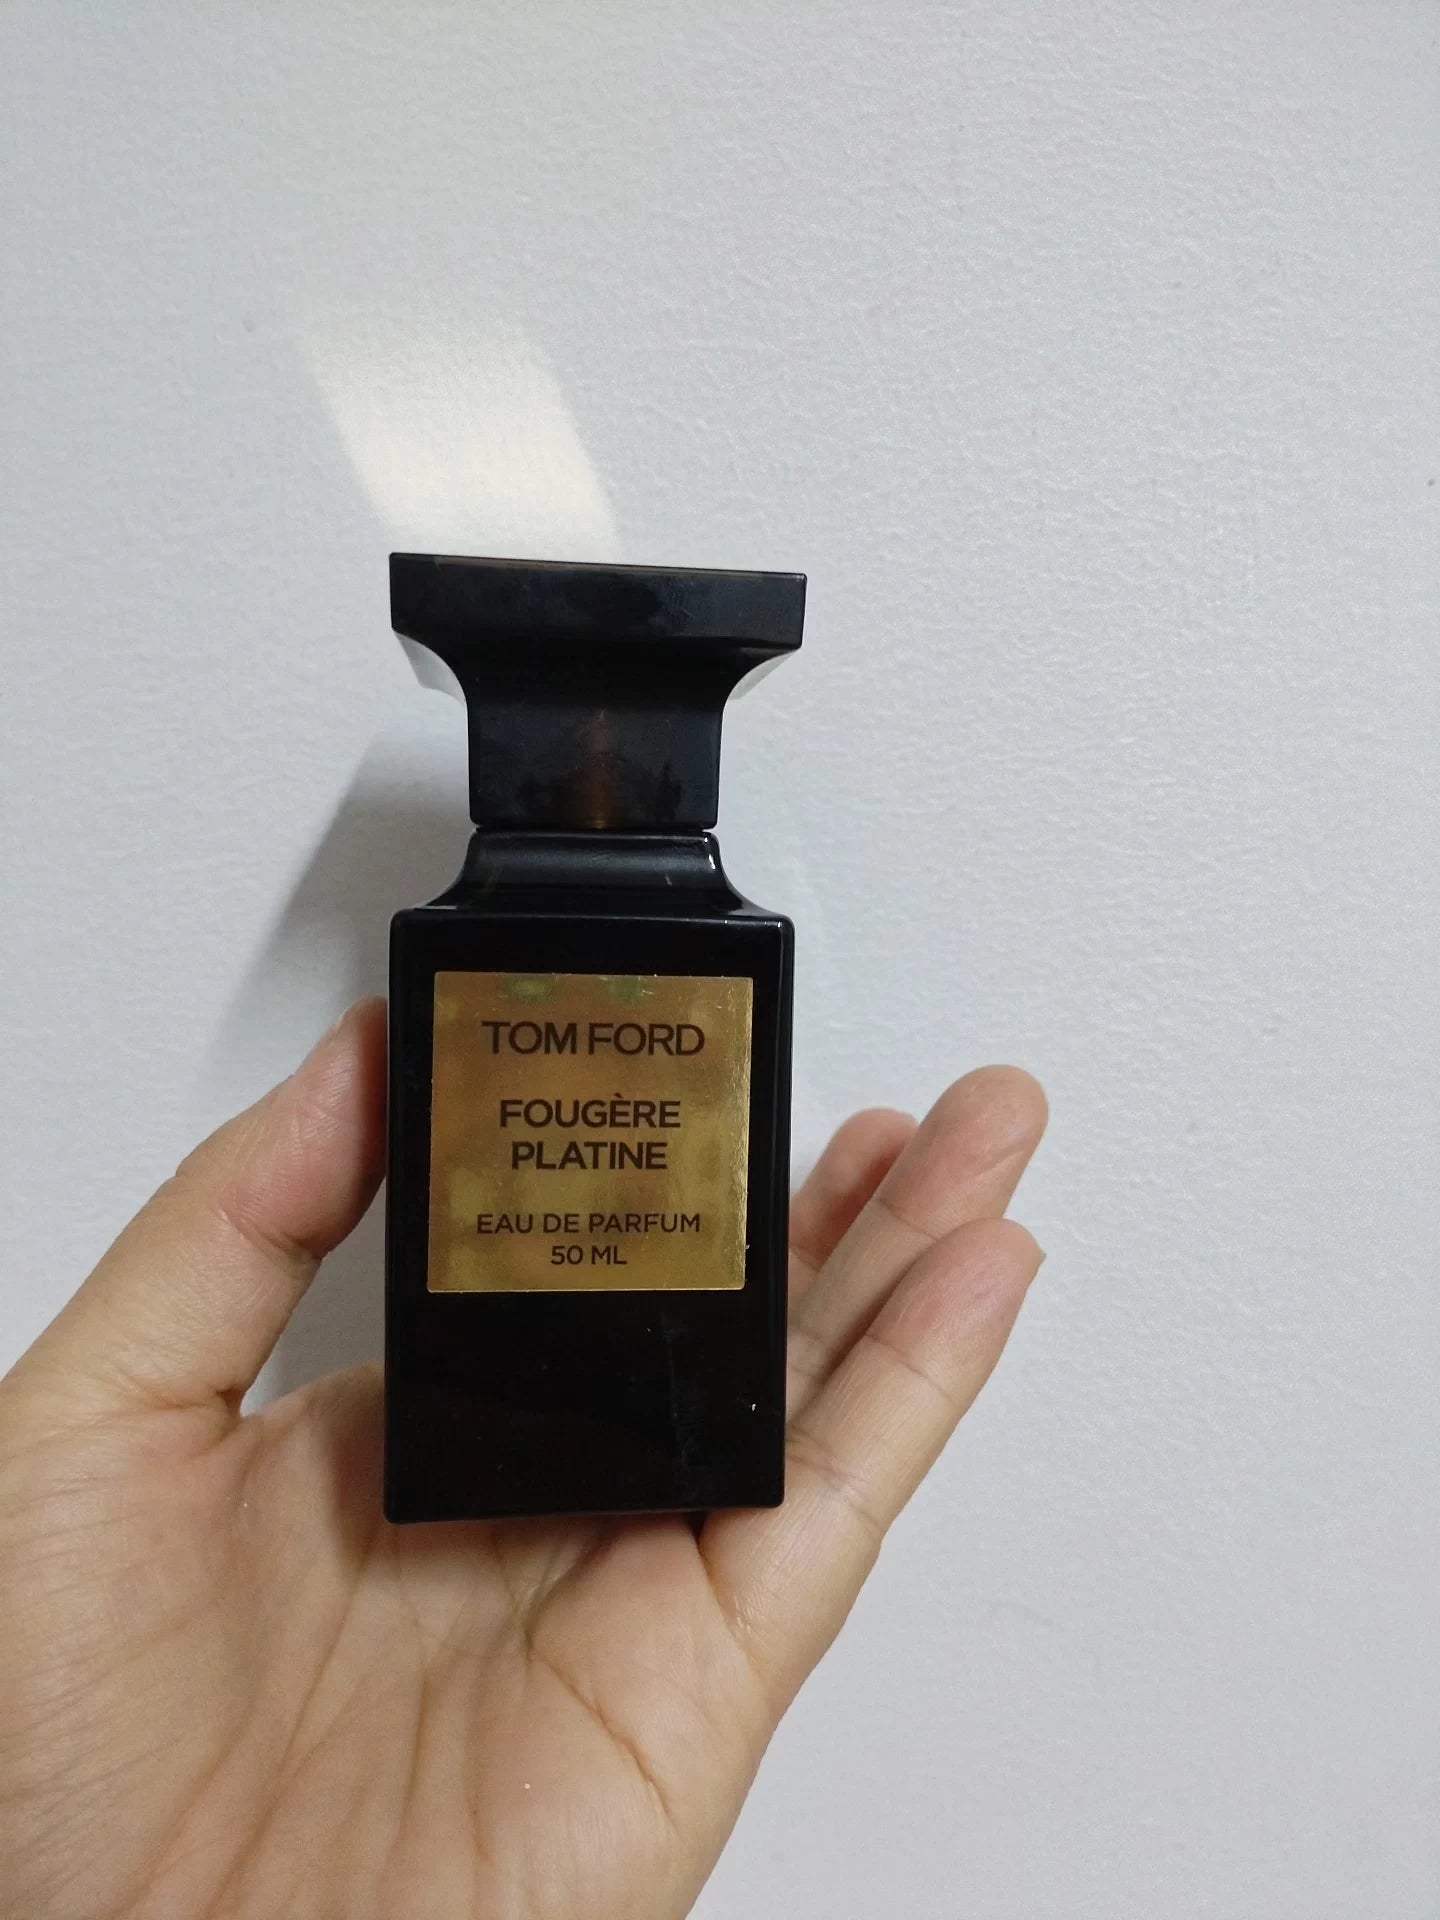 TOM FORD
FOUGÈRE
PLATINE
EAU DE PARFUM
50 ML